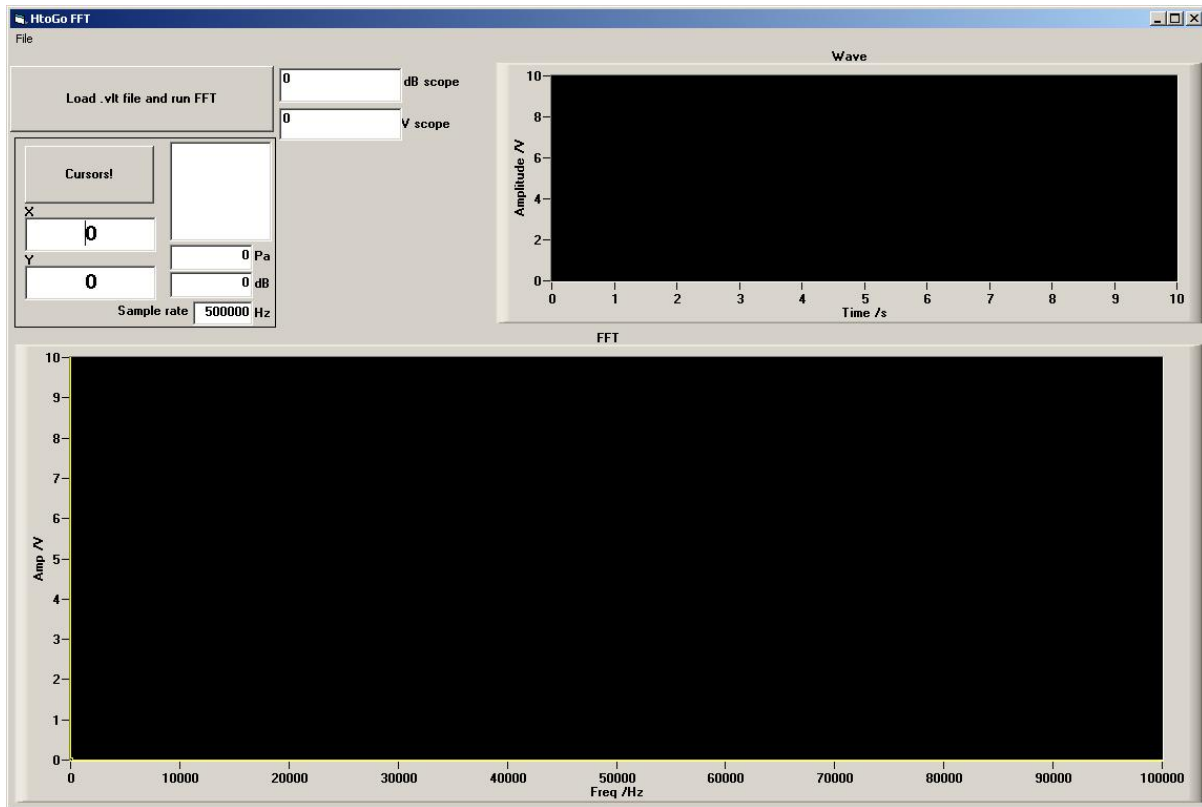 HtoGo FFT
File
Load .vlt file and run FFT
0 dB scope
0 V scope
Cursors!
X
0
Y
0
0 Pa
0 dB
Sample rate 500000 Hz
Wave
Amplitude /V
10
8
6
4
2
0
0 1 2 3 4 5 6 7 8 9 10
Time /s
FFT
Amp /V
10
9
8
7
6
5
4
3
2
1
0
0 10000 20000 30000 40000 50000 60000 70000 80000 90000 100000
Freq /Hz